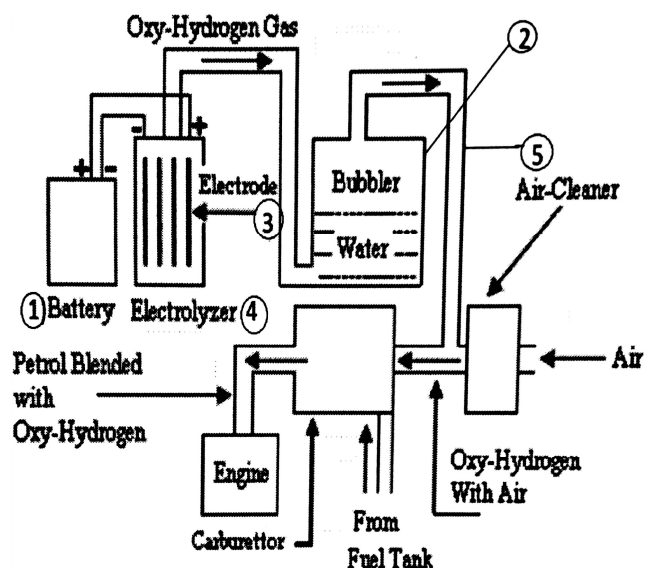 Oxy-Hydrogen Gas
2
+
-
-
+
Electrode
3
Bubbler
Water
5
Air-Cleaner
1 Battery
Electrolyzer 4
Petrol Blended
with
Oxy-Hydrogen
Air
Engine
Oxy-Hydrogen
With Air
Carburettor
From
Fuel Tank